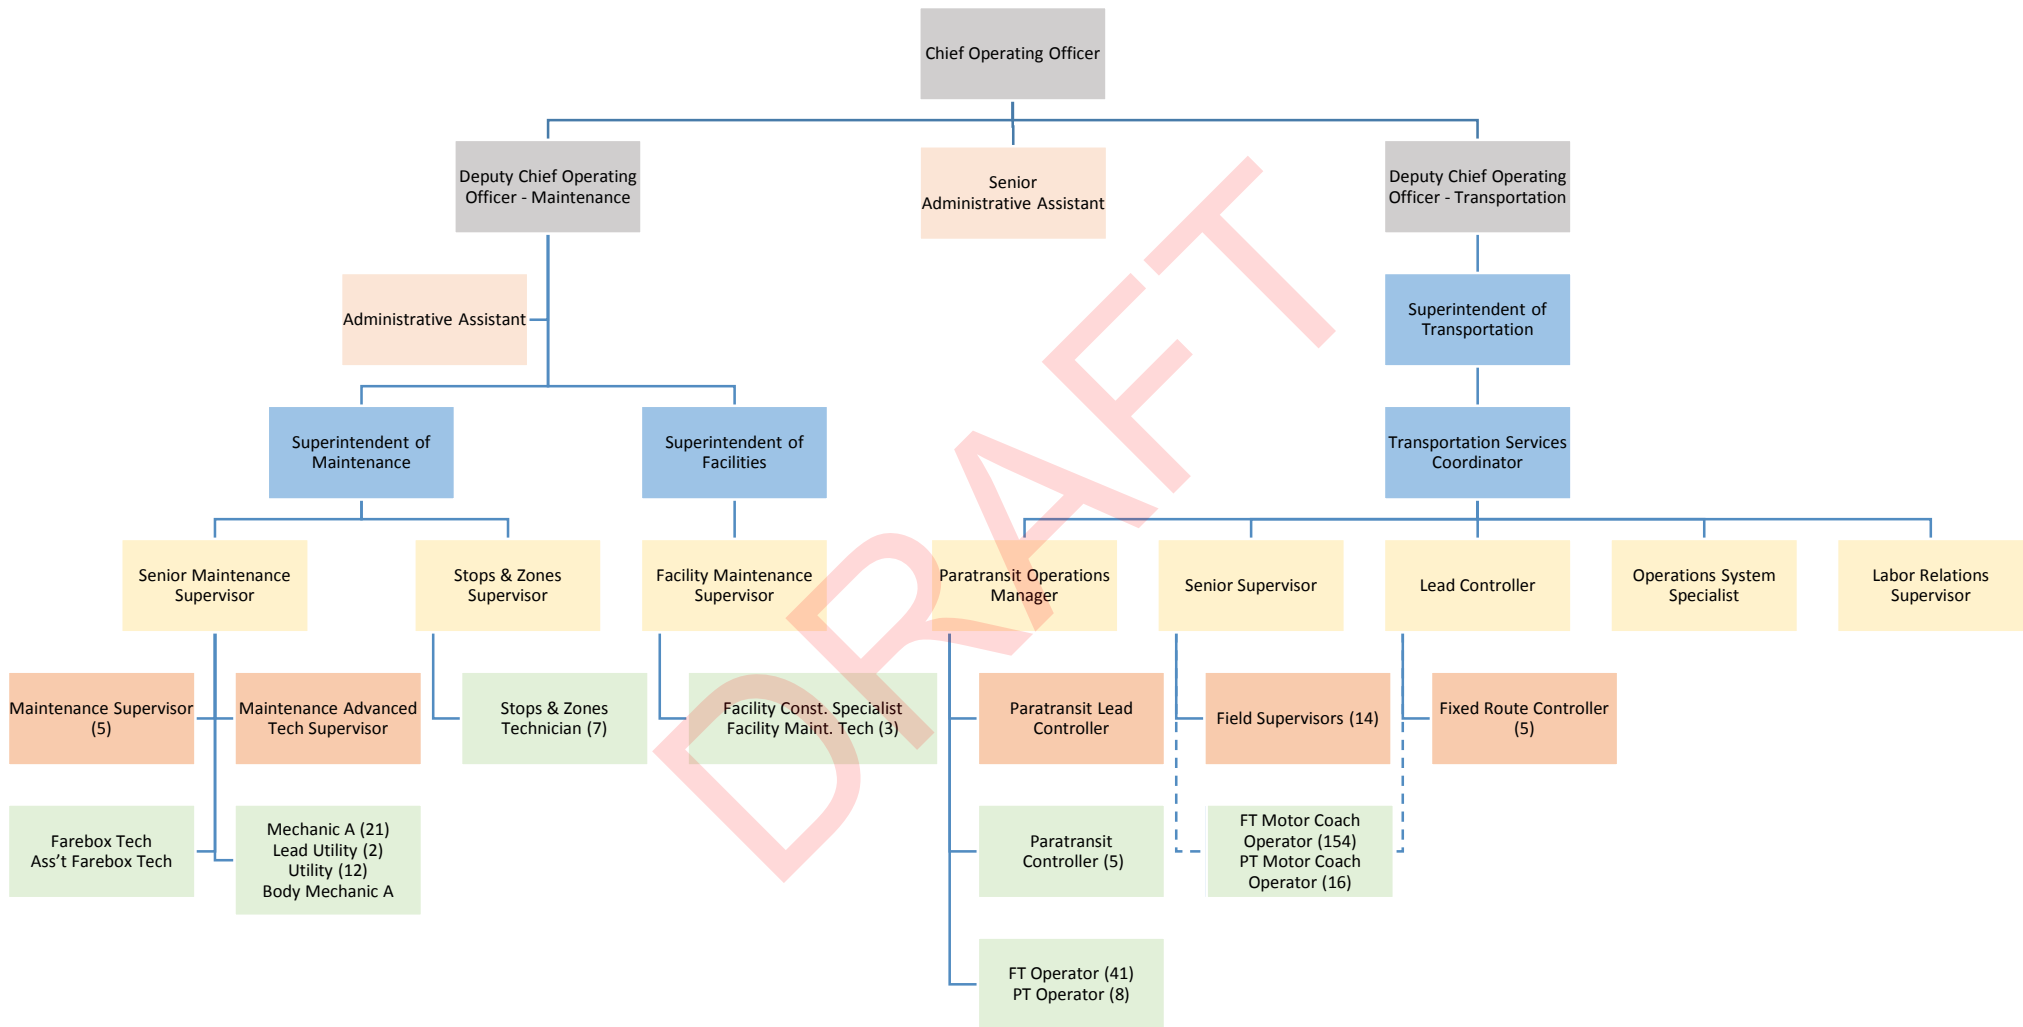 Chief Operating Officer
Deputy Chief Operating
Officer - Maintenance
Senior
Administrative Assistant
Deputy Chief Operating
Officer - Transportation
Administrative Assistant
Superintendent of
Transportation
Superintendent of
Maintenance
Superintendent of
Facilities
Transportation Services
Coordinator
Senior Maintenance
Supervisor
Stops & Zones
Supervisor
Facility Maintenance
Supervisor
Paratransit Operations
Manager
Senior Supervisor
Lead Controller
Operations System
Specialist
Labor Relations
Supervisor
Maintenance Supervisor
(5)
Maintenance Advanced
Tech Supervisor
Stops & Zones
Technician (7)
Facility Const. Specialist
Facility Maint. Tech (3)
Paratransit Lead
Controller
Field Supervisors (14)
Fixed Route Controller
(5)
Farebox Tech
Ass't Farebox Tech
Mechanic A (21)
Lead Utility (2)
Utility (12)
Body Mechanic A
Paratransit
Controller (5)
FT Motor Coach
Operator (154)
PT Motor Coach
Operator (16)
FT Operator (41)
PT Operator (8)
DRAFT